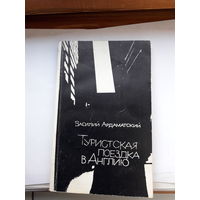 Василий Ардаматский
Туристская
поездка
в Англию